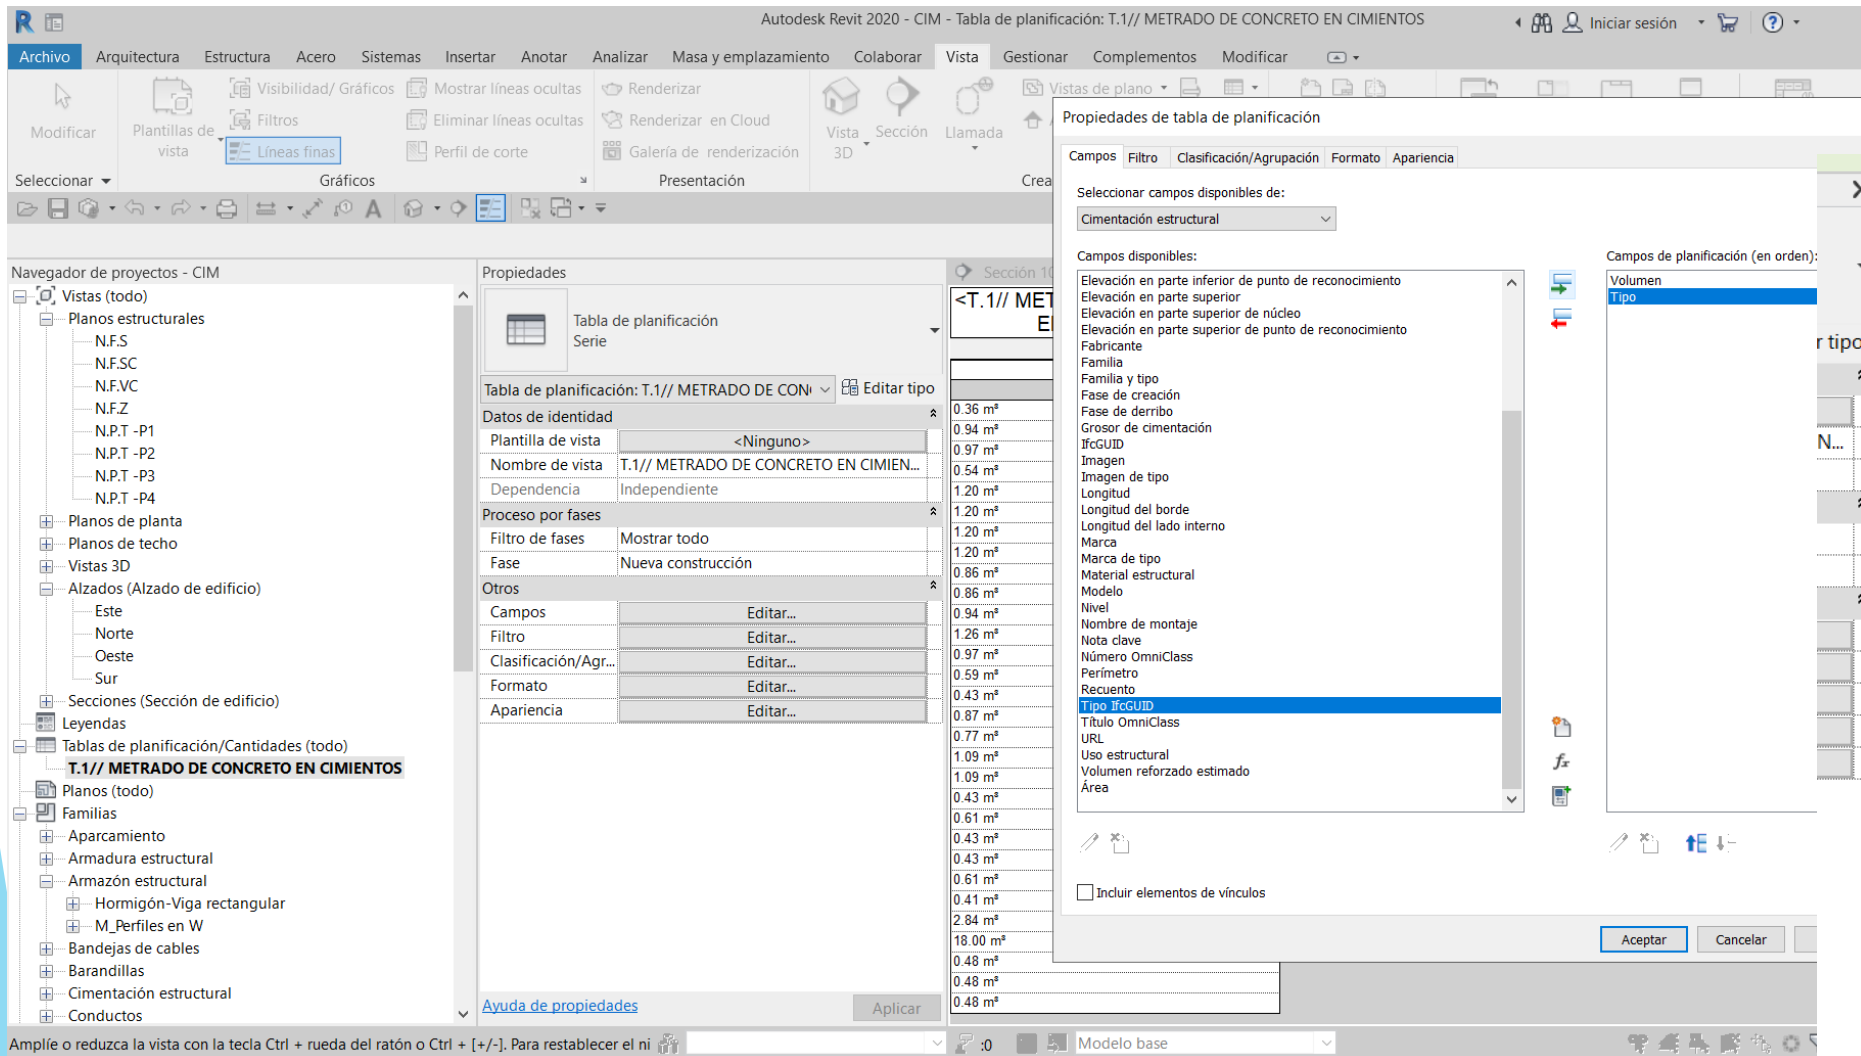 Autodesk Revit 2020 - CIM - Tabla de planificación: T.1// METRADO DE CONCRETO EN CIMIENTOS
Iniciar sesión
Archivo Arquitectura Estructura Acero Sistemas Insertar Anotar Analizar Masa y emplazamiento Colaborar Vista Gestionar Complementos Modificar
Modificar
Plantillas de
vista
Visibilidad/ Gráficos
Filtros
Líneas finas
Mostrar líneas ocultas
Eliminar líneas ocultas
Perfil de corte
Renderizar
Renderizar en Cloud
Galería de renderización
Vista
3D
Sección
Llamada
Vistas de plano
Seleccionar
Gráficos
Presentación
Crea
Navegador de proyectos - CIM
Vistas (todo)
Planos estructurales
N.F.S
N.F.SC
N.F.VC
N.F.Z
N.P.T -P1
N.P.T -P2
N.P.T -P3
N.P.T -P4
Planos de planta
Planos de techo
Vistas 3D
Alzados (Alzado de edificio)
Este
Norte
Oeste
Sur
Secciones (Sección de edificio)
Leyendas
Tablas de planificación/Cantidades (todo)
T.1// METRADO DE CONCRETO EN CIMIENTOS
Planos (todo)
Familias
Aparcamiento
Armadura estructural
Armazón estructural
Hormigón-Viga rectangular
M_Perfiles en W
Bandejas de cables
Barandillas
Cimentación estructural
Conductos
Propiedades
Tabla de planificación
Serie
Tabla de planificación: T.1// METRADO DE CON
Editar tipo
Datos de identidad
Plantilla de vista <Ninguno>
Nombre de vista T.1// METRADO DE CONCRETO EN CIMIEN...
Dependencia Independiente
Proceso por fases
Filtro de fases Mostrar todo
Fase Nueva construcción
Otros
Campos Editar...
Filtro Editar...
Clasificación/Agr... Editar...
Formato Editar...
Apariencia Editar...
Ayuda de propiedades
Aplicar
Sección 10
<T.1// MET
0.36 m³
0.94 m³
0.97 m³
0.54 m³
1.20 m³
1.20 m³
1.20 m³
1.20 m³
0.86 m³
0.86 m³
0.94 m³
1.26 m³
0.97 m³
0.59 m³
0.43 m³
0.87 m³
0.77 m³
1.09 m³
1.09 m³
0.43 m³
0.61 m³
0.43 m³
0.43 m³
0.61 m³
0.41 m³
2.84 m³
18.00 m³
0.48 m³
0.48 m³
0.48 m³
Propiedades de tabla de planificación
Campos Filtro Clasificación/Agrupación Formato Apariencia
Seleccionar campos disponibles de:
Cimentación estructural
Campos disponibles:
Elevación en parte inferior de punto de reconocimiento
Elevación en parte superior
Elevación en parte superior de núcleo
Elevación en parte superior de punto de reconocimiento
Fabricante
Familia
Familia y tipo
Fase de creación
Fase de derribo
Grosor de cimentación
IfcGUID
Imagen
Imagen de tipo
Longitud
Longitud del borde
Longitud del lado interno
Marca
Marca de tipo
Material estructural
Modelo
Nivel
Nombre de montaje
Nota clave
Número OmniClass
Perímetro
Recuento
Tipo IfcGUID
Título OmniClass
URL
Uso estructural
Volumen reforzado estimado
Área
Campos de planificación (en orden):
Volumen
Tipo
Incluir elementos de vínculos
Aceptar
Cancelar
r tipo
N...
Amplíe o reduzca la vista con la tecla Ctrl + rueda del ratón o Ctrl + [+/-]. Para restablecer el ni
:0
Modelo base